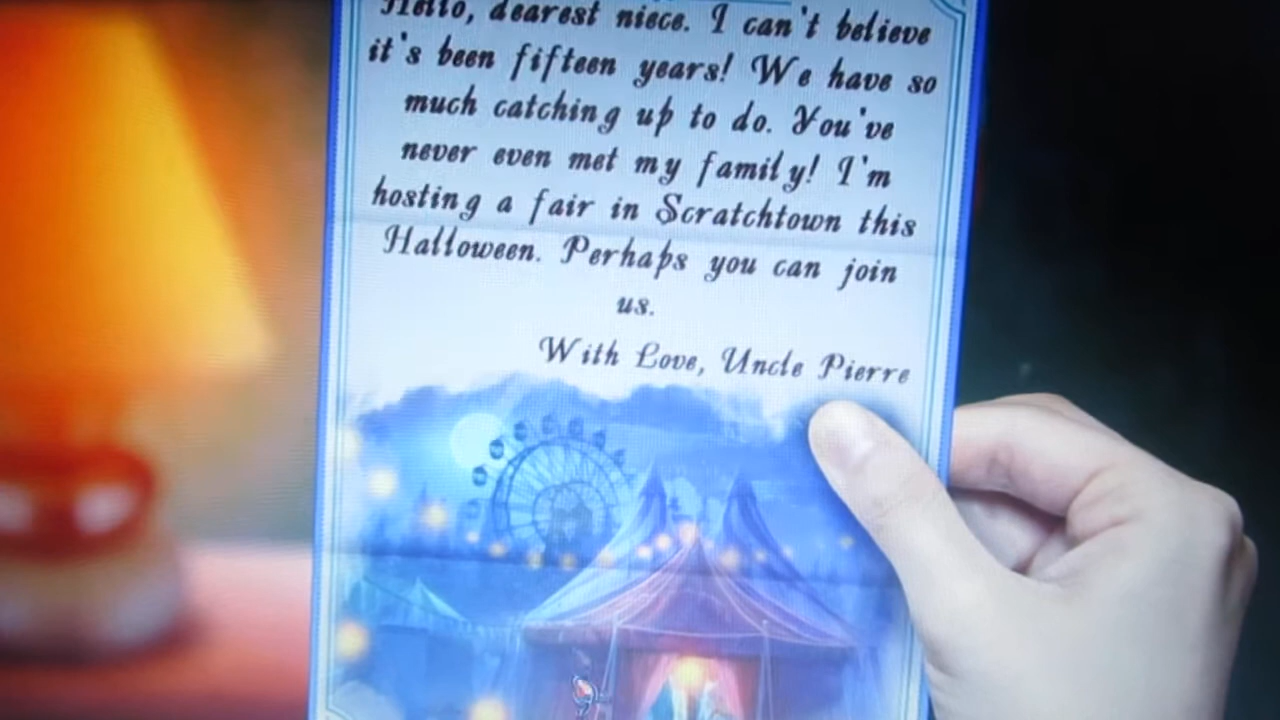 Hello, dearest niece. I can't believe
it's been fifteen years! We have so
much catching up to do. You've
never even met my family! I'm
hosting a fair in Scratchtown this
Halloween. Perhaps you can join
us.
With Love, Uncle Pierre